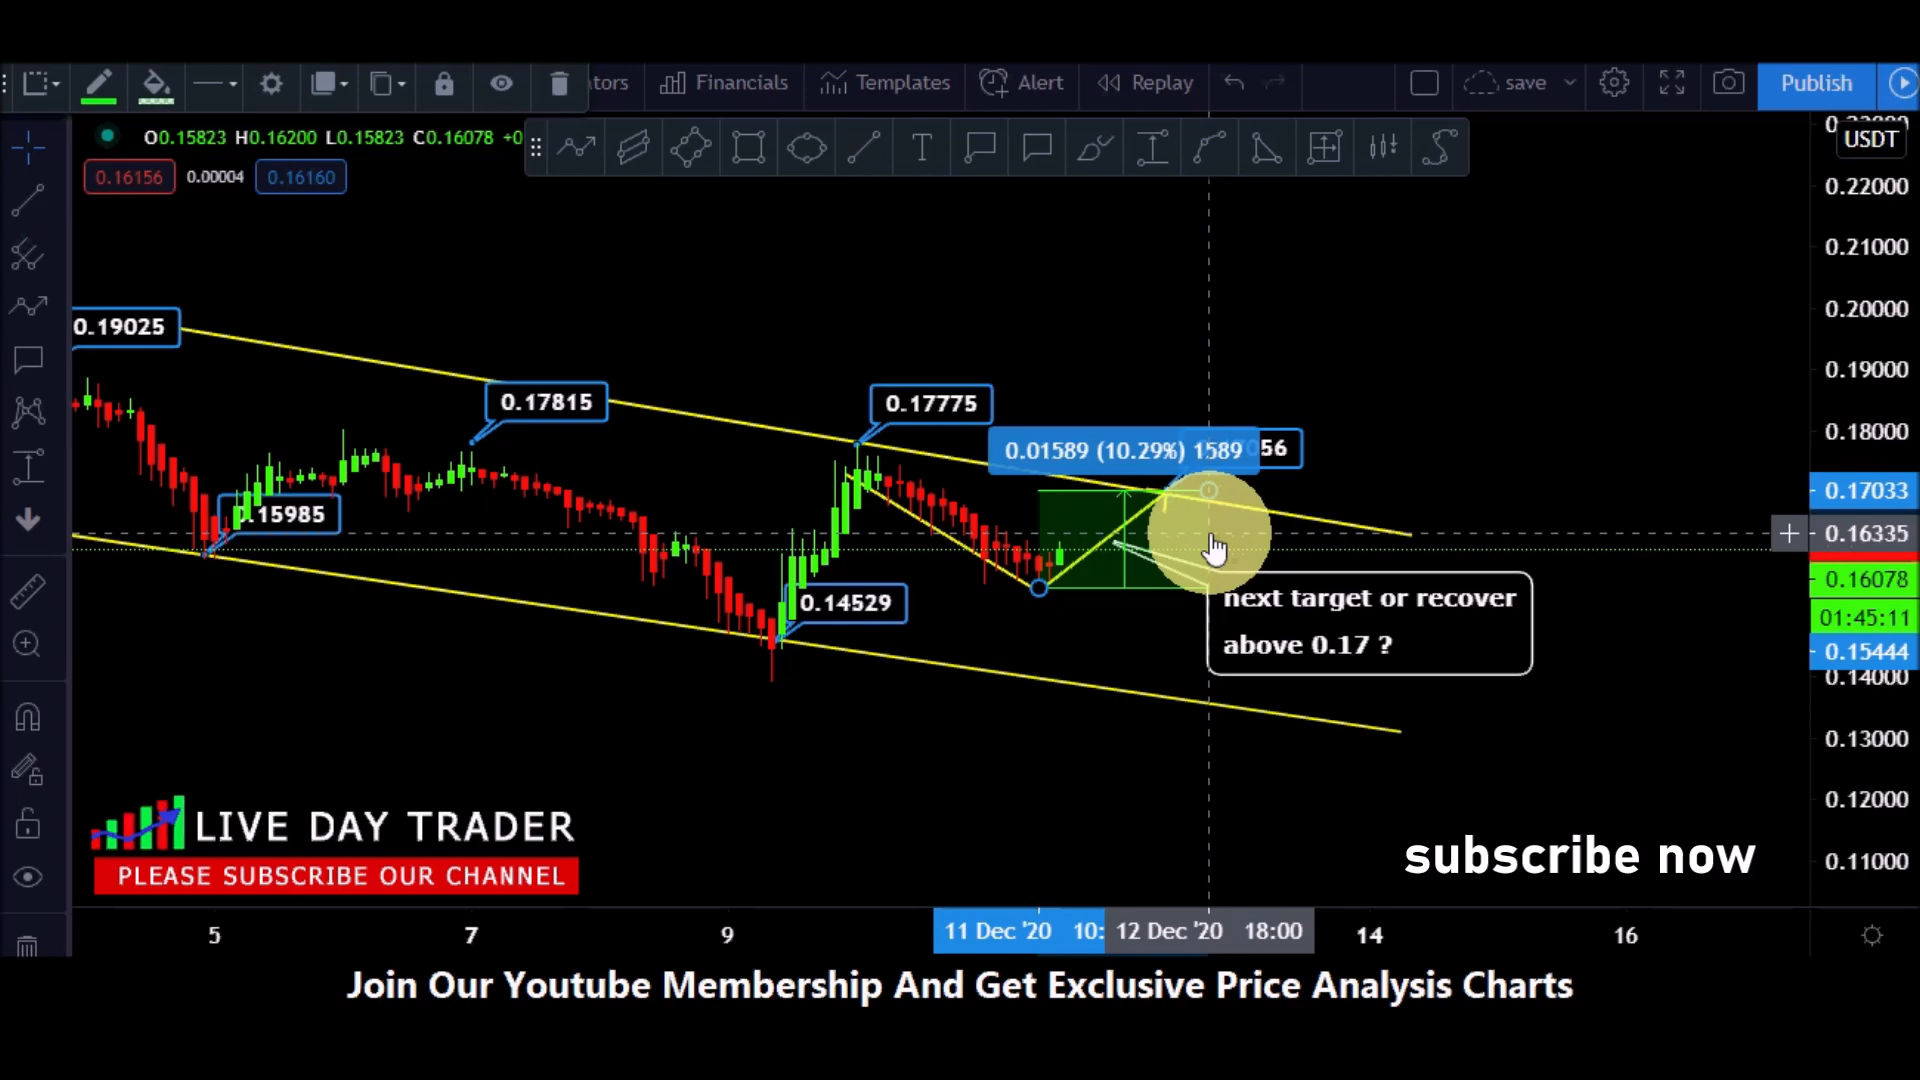 tors Financials Templates Alert Replay save Publish
O0.15823 H0.16200 L0.15823 C0.16078 +0
USDT
0.16156 0.00004 0.16160
0.22000
0.21000
0.20000
0.19025
0.19000
0.17815
0.17775
0.18000
0.01589 (10.29%) 1589 56
0.17033
0.15985
0.16335
0.16078
01:45:11
0.14529
next target or recover
above 0.17 ?
0.15444
0.14000
0.13000
0.12000
0.11000
LIVE DAY TRADER
PLEASE SUBSCRIBE OUR CHANNEL
subscribe now
5 7 9 11 Dec '20 10: 12 Dec '20 18:00 14 16
Join Our Youtube Membership And Get Exclusive Price Analysis Charts